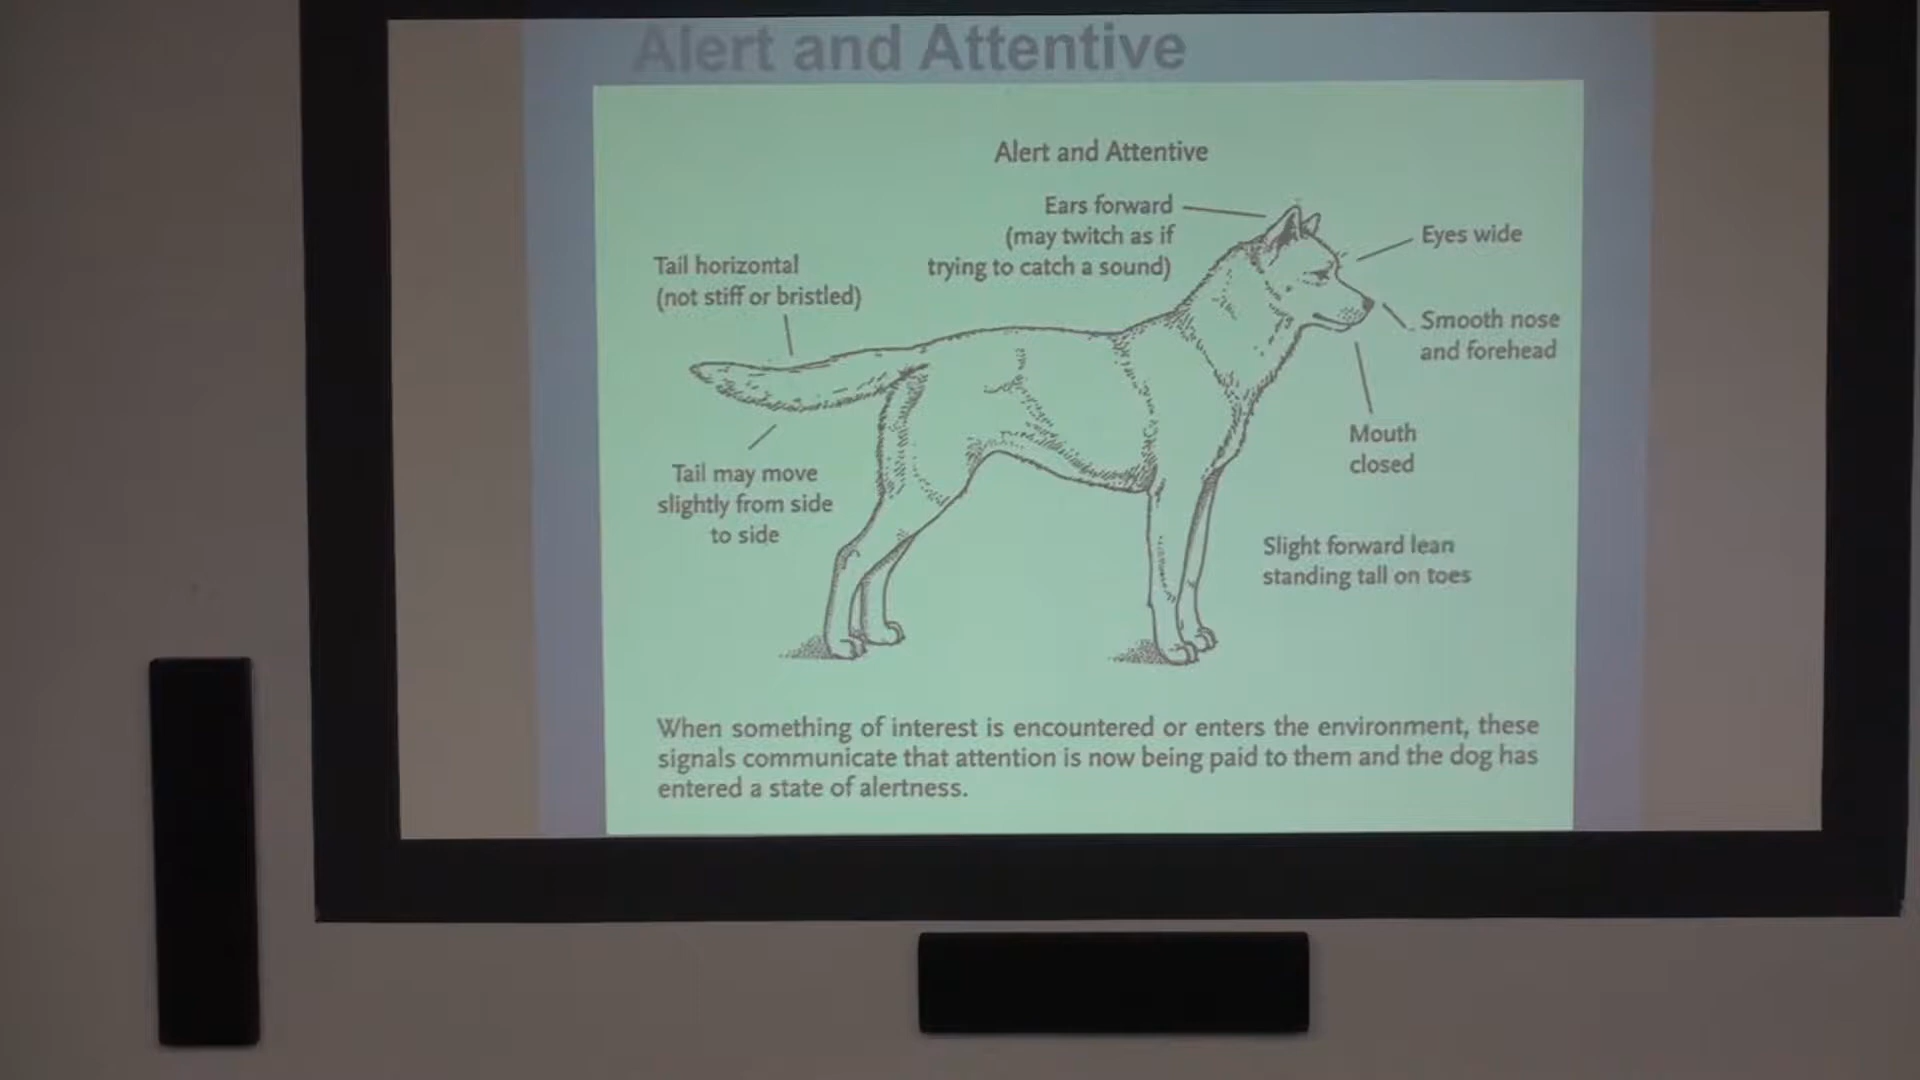 Alert and Attentive
Alert and Attentive
Ears forward
(may twitch as if
trying to catch a sound)
Eyes wide
Tail horizontal
(not stiff or bristled)
Smooth nose
and forehead
Mouth
closed
Tail may move
slightly from side
to side
Slight forward lean
standing tall on toes
When something of interest is encountered or enters the environment, these
signals communicate that attention is now being paid to them and the dog has
entered a state of alertness.